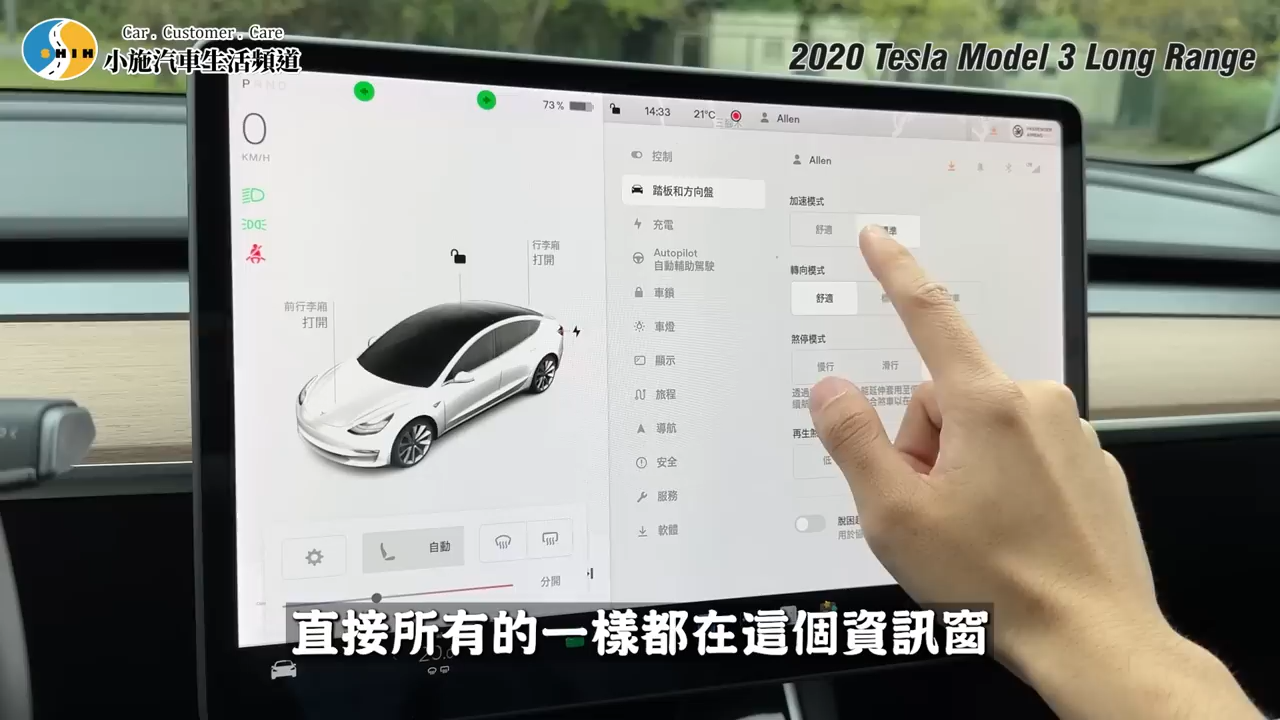 Car . Customer . Care
SHIH
小施汽車生活頻道
2020 Tesla Model 3 Long Range
P R N D
73 %
14:33
21°C
Allen
0
KM/H
控制
Allen
踏板和方向盤
加速模式
充電
舒適
標準
Autopilot
自動輔助駕駛
行李廂
打開
轉向模式
車鎖
舒適
前行李廂
打開
車燈
煞停模式
顯示
慢行
滑行
旅程
導航
安全
服務
軟體
自動
分開
直接所有的一樣都在這個資訊窗